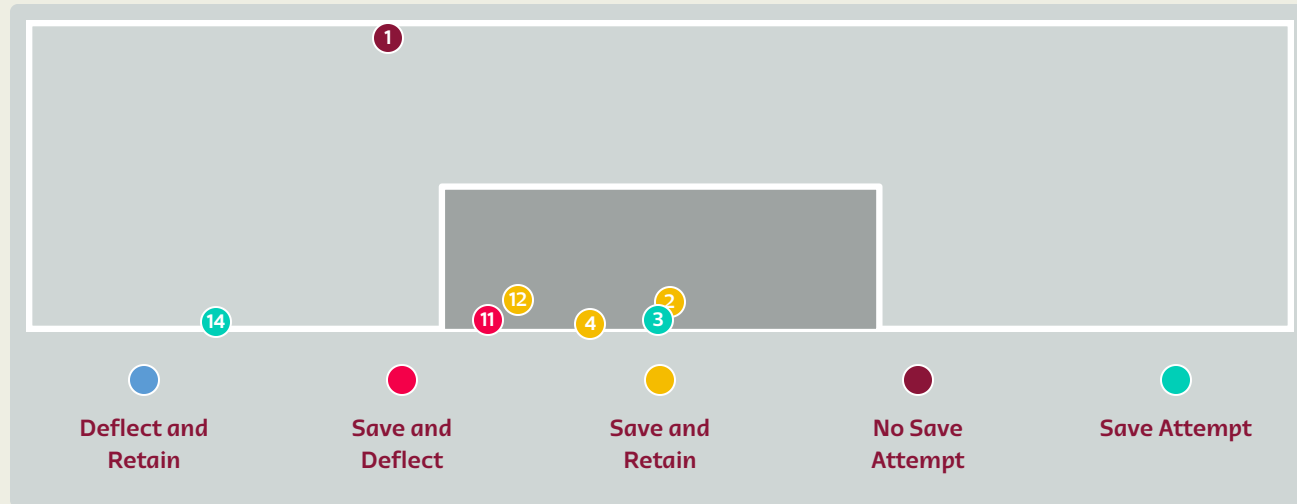 1
12
2
14
11
4
3
Deflect and
Retain
Save and
Deflect
Save and
Retain
No Save
Attempt
Save Attempt